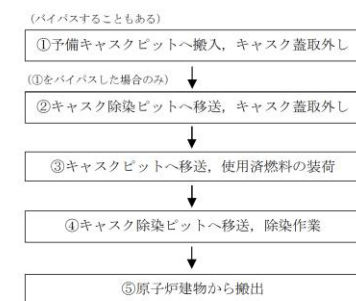 (バイパスすることもある)
①予備キャスクピットへ搬入,キャスク蓋取外し
(①をバイパスした場合のみ)
②キャスク除染ピットへ移送,キャスク蓋取外し
③キャスクピットへ移送,使用済燃料の装荷
④キャスク除染ピットへ移送,除染作業
⑤原子炉建物から搬出